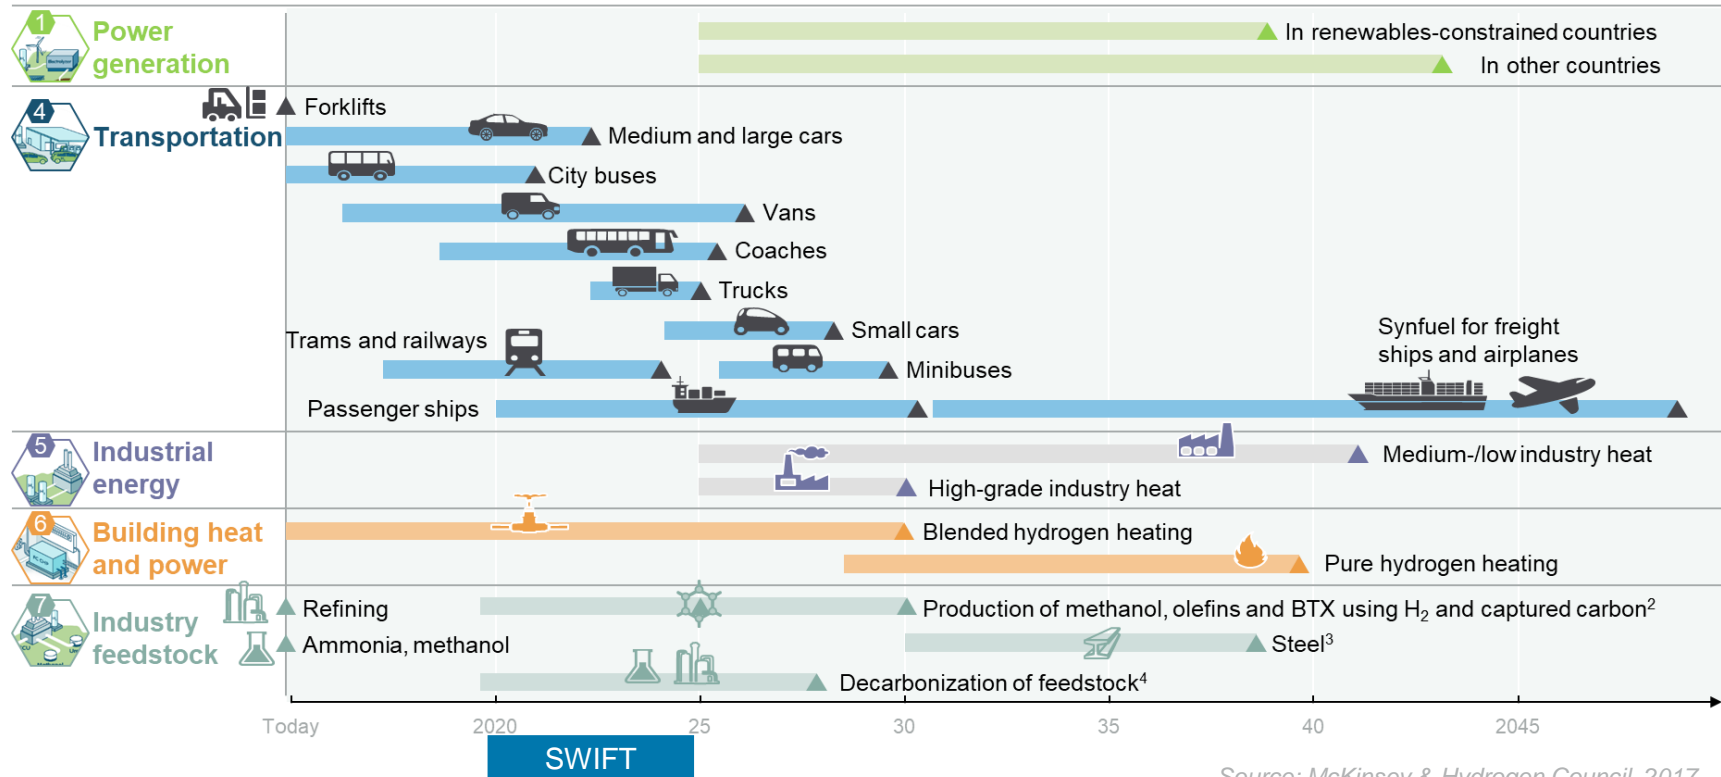 1
Power
generation
In renewables-constrained countries
In other countries
4
Transportation
Forklifts
Medium and large cars
City buses
Vans
Coaches
Trucks
Small cars
Trams and railways
Minibuses
Synfuel for freight
ships and airplanes
Passenger ships
5
Industrial
energy
Medium-/low industry heat
High-grade industry heat
6
Building heat
and power
Blended hydrogen heating
Pure hydrogen heating
7
Industry
feedstock
Refining
Production of methanol, olefins and BTX using H₂ and captured carbon²
Ammonia, methanol
Steel³
Decarbonization of feedstock⁴
Today 2020 25 30 35 40 2045
SWIFT
Source: McKinsey & Hydrogen Council, 2017